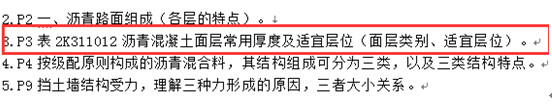 2.P2 一、沥青路面组成（各层的特点）。
3.P3 表 2K311012 沥青混凝土面层常用厚度及适宜层位（面层类别、适宜层位）。
4.P4 按级配原则构成的沥青混合料，其结构组成可分为三类，以及三类结构特点。
5.P9 挡土墙结构受力，理解三种力形成的原因，三者大小关系。